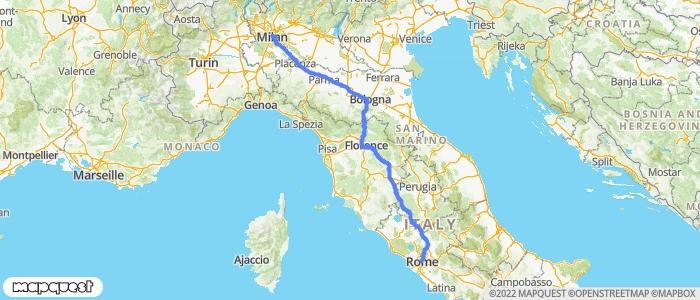 Lyon
Annecy
Milan
Verona
Venice
Triest
CROATIA
Rijeka
Grenoble
Turin
Piacenza
Parma
Ferrara
Banja Luka
Valence
Genoa
Bologna
BOSNIA AND
HERZEGOVINA
La Spezia
SAN
MARINO
MONACO
Pisa
Florence
Montpellier
Marseille
Split
Mostar
Perugia
ITALY
Ajaccio
Rome
Latina
Campobasso
mapquest
©2022 MAPQUEST ©OPENSTREETMAP ©MAPBOX